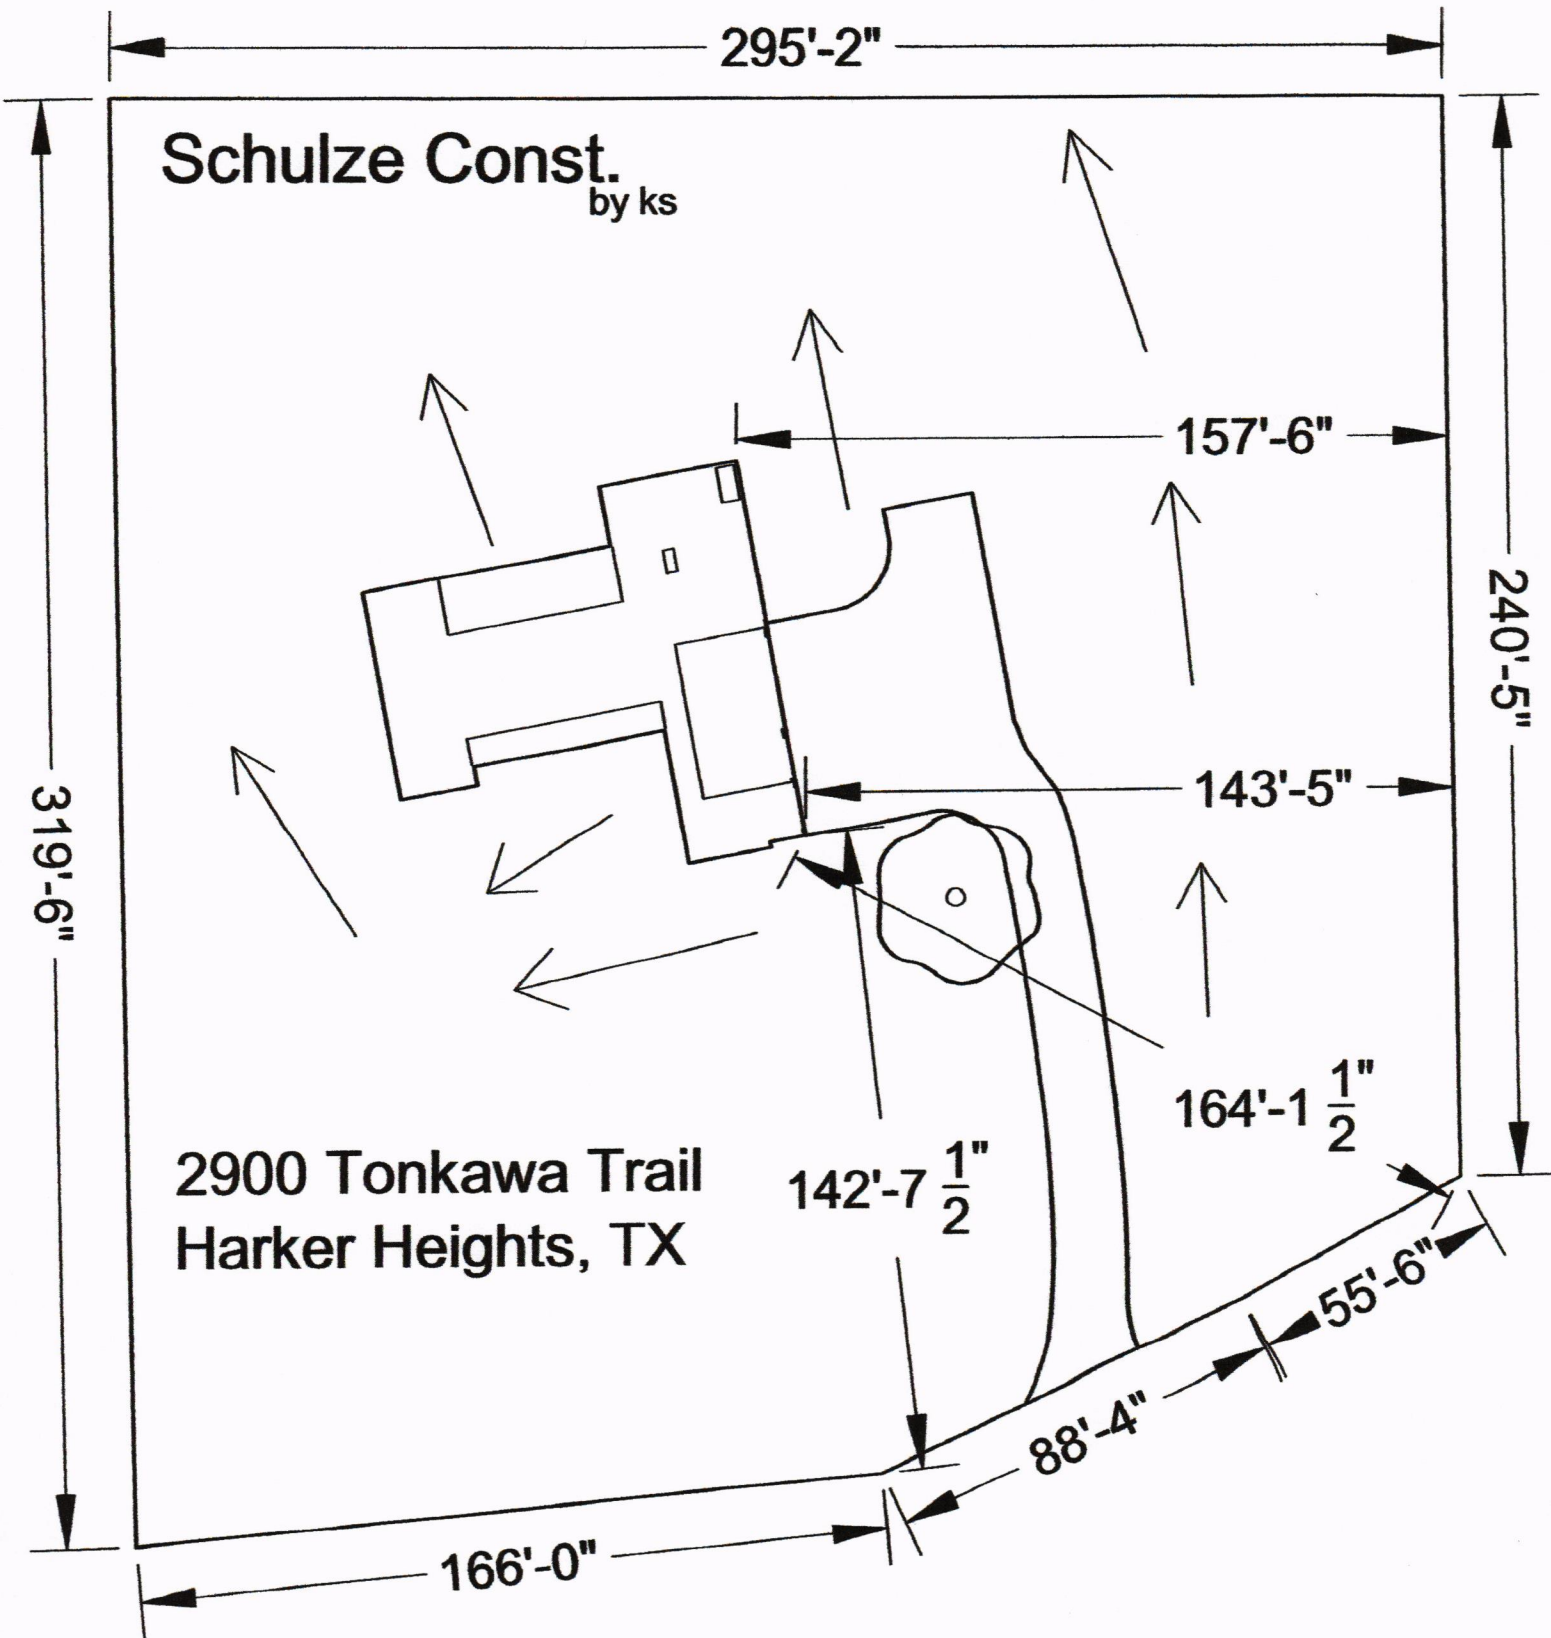 295'-2"
Schulze Const.
by ks
157'-6"
240'-5"
143'-5"
319'-6"
164'-1 1/2"
2900 Tonkawa Trail
Harker Heights, TX
142'-7 1/2"
55'-6"
88'-4"
166'-0"